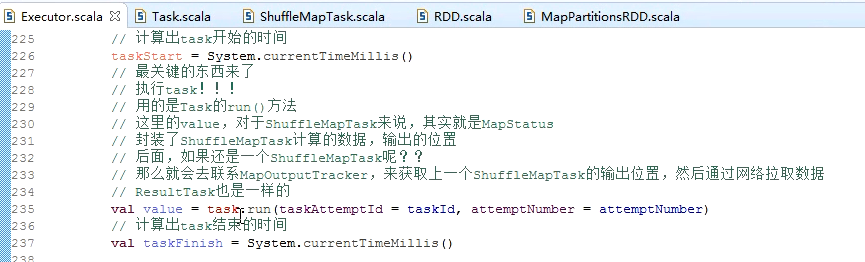 Executor.scala Task.scala ShuffleMapTask.scala RDD.scala MapPartitionsRDD.scala
225 // 计算出task开始的时间
226 taskStart = System.currentTimeMillis()
227 // 最关键的东西来了
228 // 执行task！！！
229 // 用的是Task的run()方法
230 // 这里的value，对于ShuffleMapTask来说，其实就是MapStatus
231 // 封装了ShuffleMapTask计算的数据，输出的位置
232 // 后面，如果还是一个ShuffleMapTask呢？？
233 // 那么就会去联系MapOutputTracker，来获取上一个ShuffleMapTask的输出位置，然后通过网络拉取数据
234 // ResultTask也是一样的
235 val value = task.run(taskAttemptId = taskId, attemptNumber = attemptNumber)
236 // 计算出task结束的时间
237 val taskFinish = System.currentTimeMillis()
238